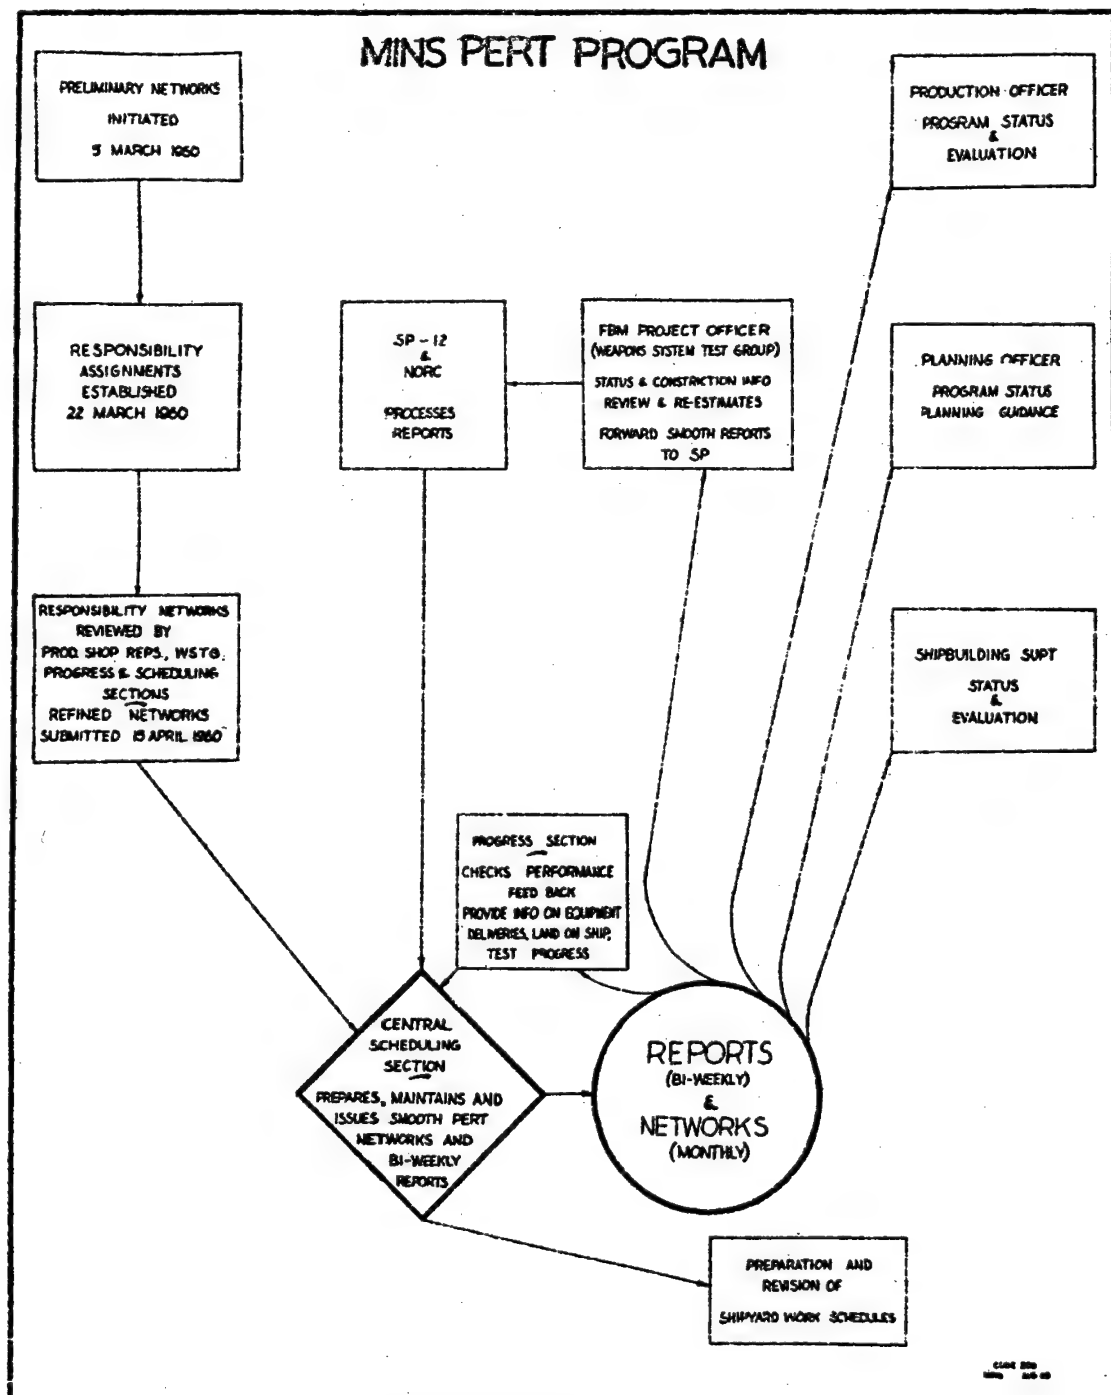 MINS PERT PROGRAM
PRELIMINARY NETWORKS
INITIATED
5 MARCH 1960
RESPONSIBILITY
ASSIGNMENTS
ESTABLISHED
22 MARCH 1960
RESPONSIBILITY NETWORKS
REVIEWED BY
PROD. SHOP REPS., WSTG.
PROGRESS & SCHEDULING
SECTIONS
REFINED NETWORKS
SUBMITTED 15 APRIL 1960
SP-12
&
NORC
PROCESSES
REPORTS
FBM PROJECT OFFICER
(WEAPONS SYSTEM TEST GROUP)
STATUS & CONSTRICTION INFO
REVIEW & RE-ESTIMATES
FORWARD SMOOTH REPORTS
TO SP
PRODUCTION OFFICER
PROGRAM STATUS
&
EVALUATION
PLANNING OFFICER
PROGRAM STATUS
PLANNING GUIDANCE
SHIPBUILDING SUPT
STATUS
&
EVALUATION
PROGRESS SECTION
CHECKS PERFORMANCE
FEED BACK
PROVIDE INFO ON EQUIPMENT
DELIVERIES, LAND ON SHIP,
TEST PROGRESS
CENTRAL
SCHEDULING
SECTION
PREPARES, MAINTAINS AND
ISSUES SMOOTH PERT
NETWORKS AND
BI-WEEKLY
REPORTS
REPORTS
(BI-WEEKLY)
&
NETWORKS
(MONTHLY)
PREPARATION AND
REVISION OF
SHIPYARD WORK SCHEDULES
CODE